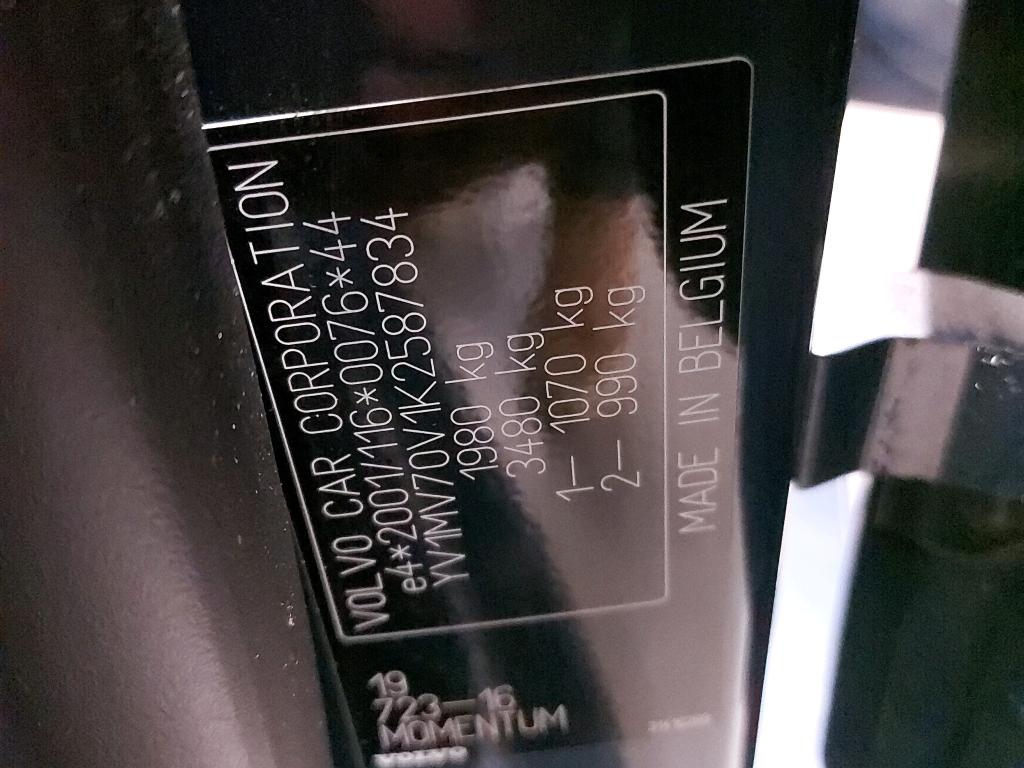 VOLVO CAR CORPORATION
e4*2001/116*0076*44
YV1MV70V1K2587834
1980 kg
3480 kg
1– 1070 kg
2– 990 kg
MADE IN BELGIUM
19
723–16
MOMENTUM
VOLVO